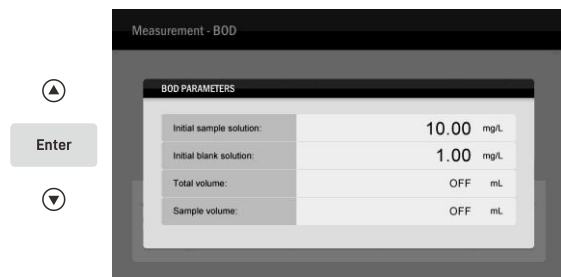 Measurement - BOD
BOD PARAMETERS
Enter
Initial sample solution: 10.00 mg/L
Initial blank solution: 1.00 mg/L
Total volume: OFF mL
Sample volume: OFF mL